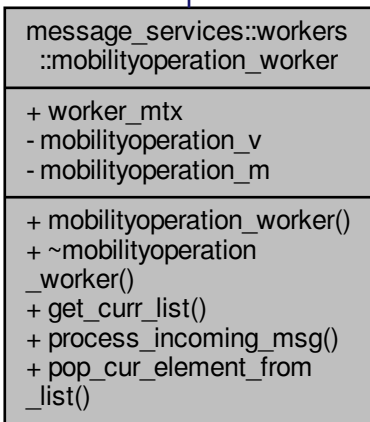 message_services::workers
::mobilityoperation_worker
+ worker_mtx
- mobilityoperation_v
- mobilityoperation_m
+ mobilityoperation_worker()
+ ~mobilityoperation
_worker()
+ get_curr_list()
+ process_incoming_msg()
+ pop_cur_element_from
_list()